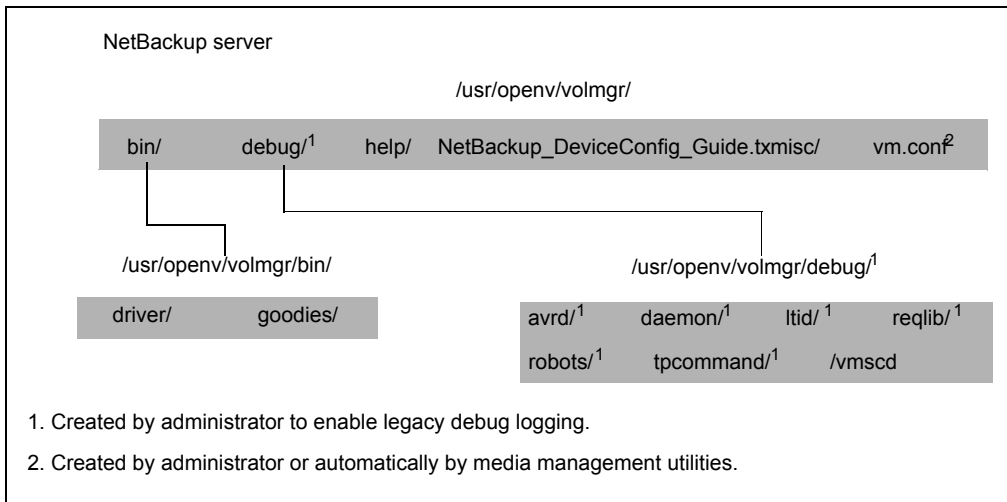 NetBackup server
/usr/openv/volmgr/
bin/ debug/1 help/ NetBackup_DeviceConfig_Guide.txmisc/ vm.conf2
/usr/openv/volmgr/bin/ /usr/openv/volmgr/debug/1
driver/ goodies/
avrd/1 daemon/1 ltid/ 1 reqlib/ 1
robots/1 tpcommand/1 /vmscd
1. Created by administrator to enable legacy debug logging.
2. Created by administrator or automatically by media management utilities.